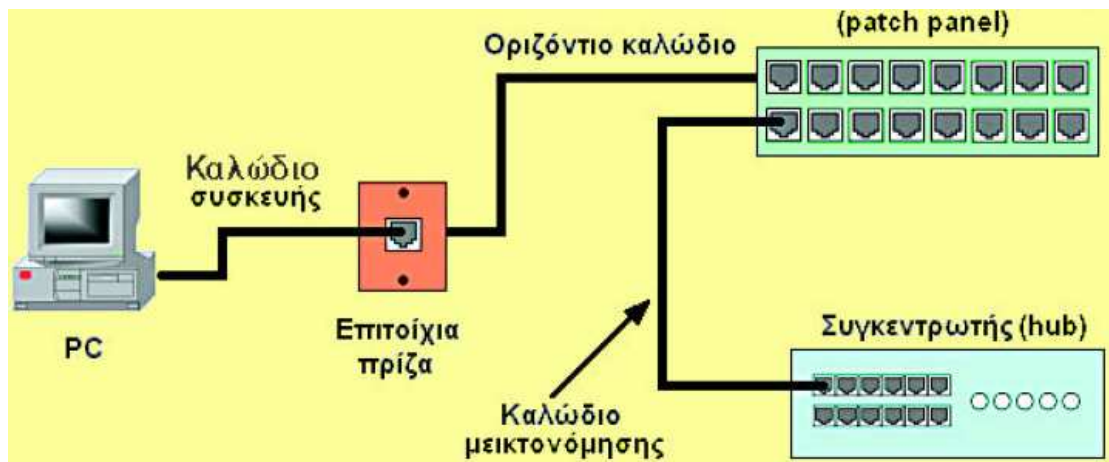 (patch panel)
Οριζόντιο καλώδιο
Καλώδιο
συσκευής
PC
Επιτοίχια
πρίζα
Συγκεντρωτής (hub)
Καλώδιο
μεικτονόμησης